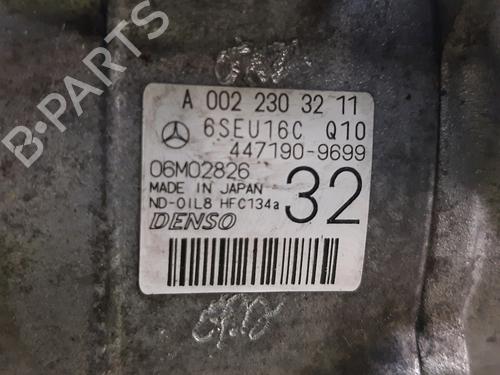 A 002 230 32 11
6SEU16C Q10
447190-9699
06M02826
MADE IN JAPAN
ND-OIL8 HFC134a
32
DENSO
B-PARTS